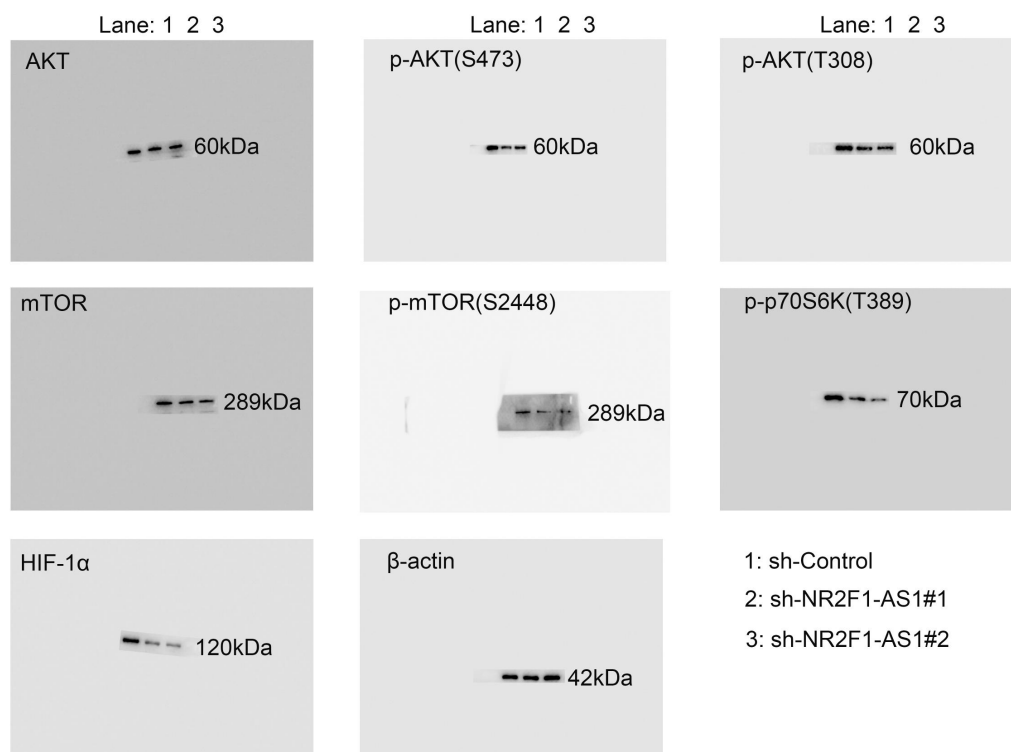 Lane: 1 2 3
Lane: 1 2 3
Lane: 1 2 3
AKT
60kDa
p-AKT(S473)
60kDa
p-AKT(T308)
60kDa
mTOR
289kDa
p-mTOR(S2448)
289kDa
p-p70S6K(T389)
70kDa
HIF-1α
120kDa
β-actin
42kDa
1: sh-Control
2: sh-NR2F1-AS1#1
3: sh-NR2F1-AS1#2